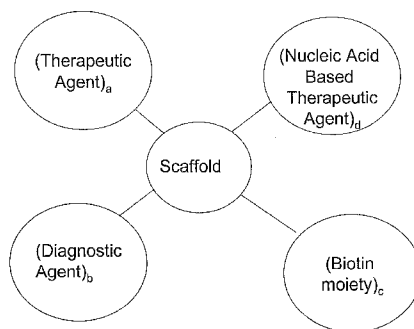 (Therapeutic
Agent)a
(Nucleic Acid
Based
Therapeutic
Agent)d
Scaffold
(Diagnostic
Agent)b
(Biotin
moiety)c